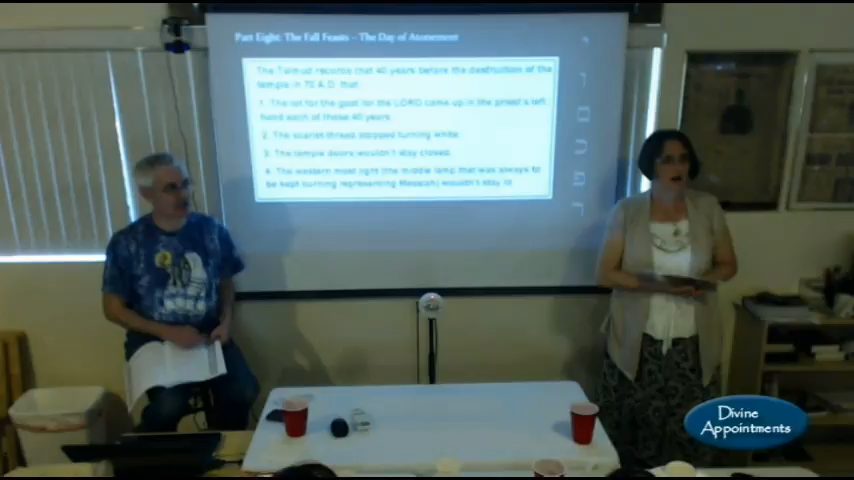 Part Eight: The Fall Feasts – The Day of Atonement
The Talmud records that 40 years before the destruction of the
temple in 70 A.D. that
1. The lot for the goat for the LORD came up in the priest's left
hand each of those 40 years.
2. The scarlet thread stopped turning white.
3. The temple doors wouldn't stay closed.
4. The western most light (the middle lamp that was always to
be kept burning representing Messiah) wouldn't stay lit
Divine
Appointments